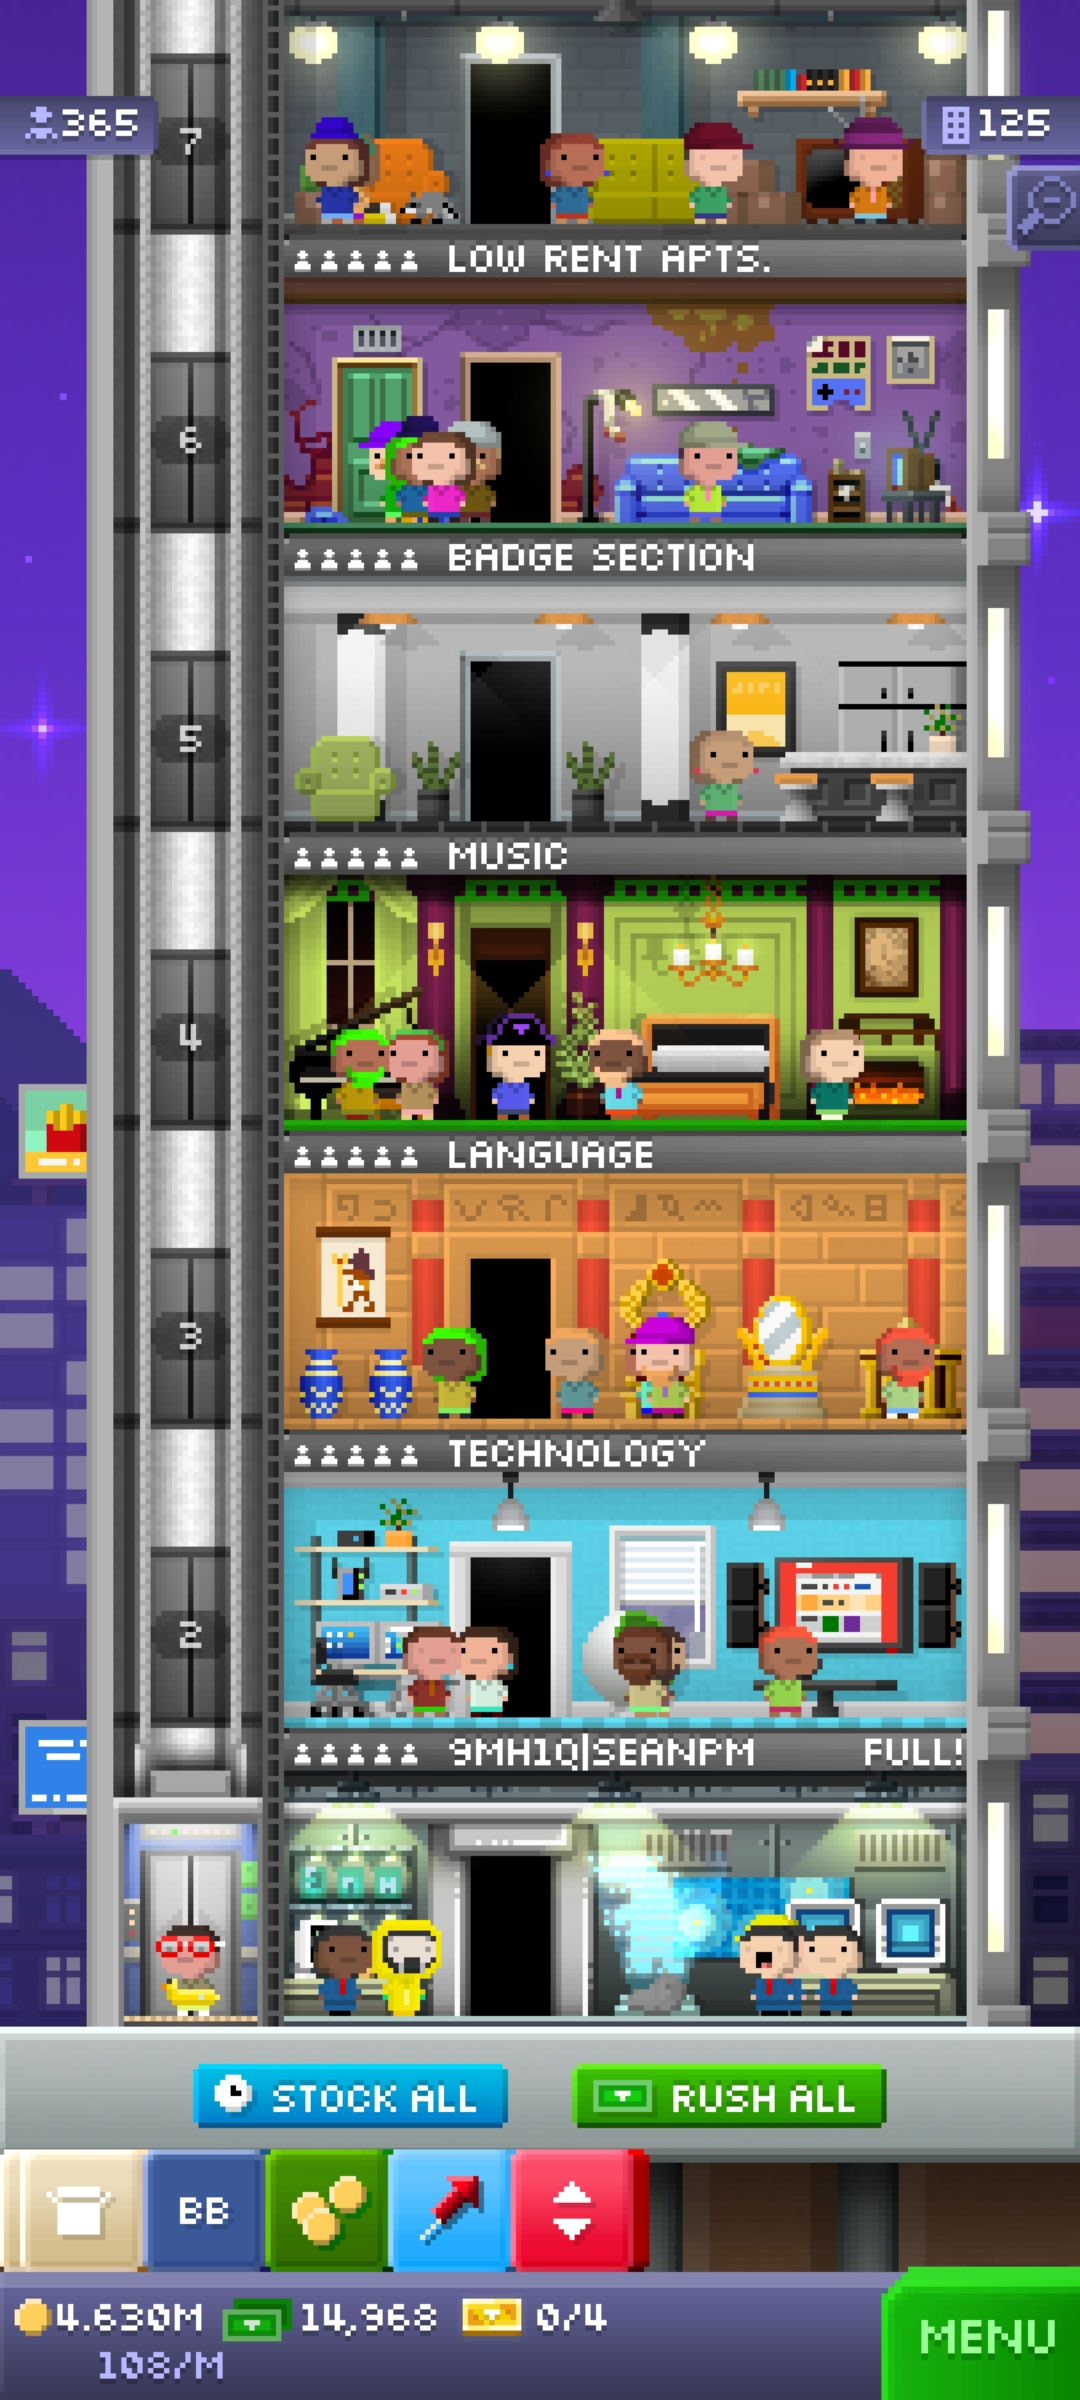 365
125
7
LOW RENT APTS.
6
BADGE SECTION
5
MUSIC
4
LANGUAGE
3
TECHNOLOGY
2
9MH1Q|SEANPM FULL!
STOCK ALL
RUSH ALL
BB
4.630M 14,968 0/4
108/M
MENU